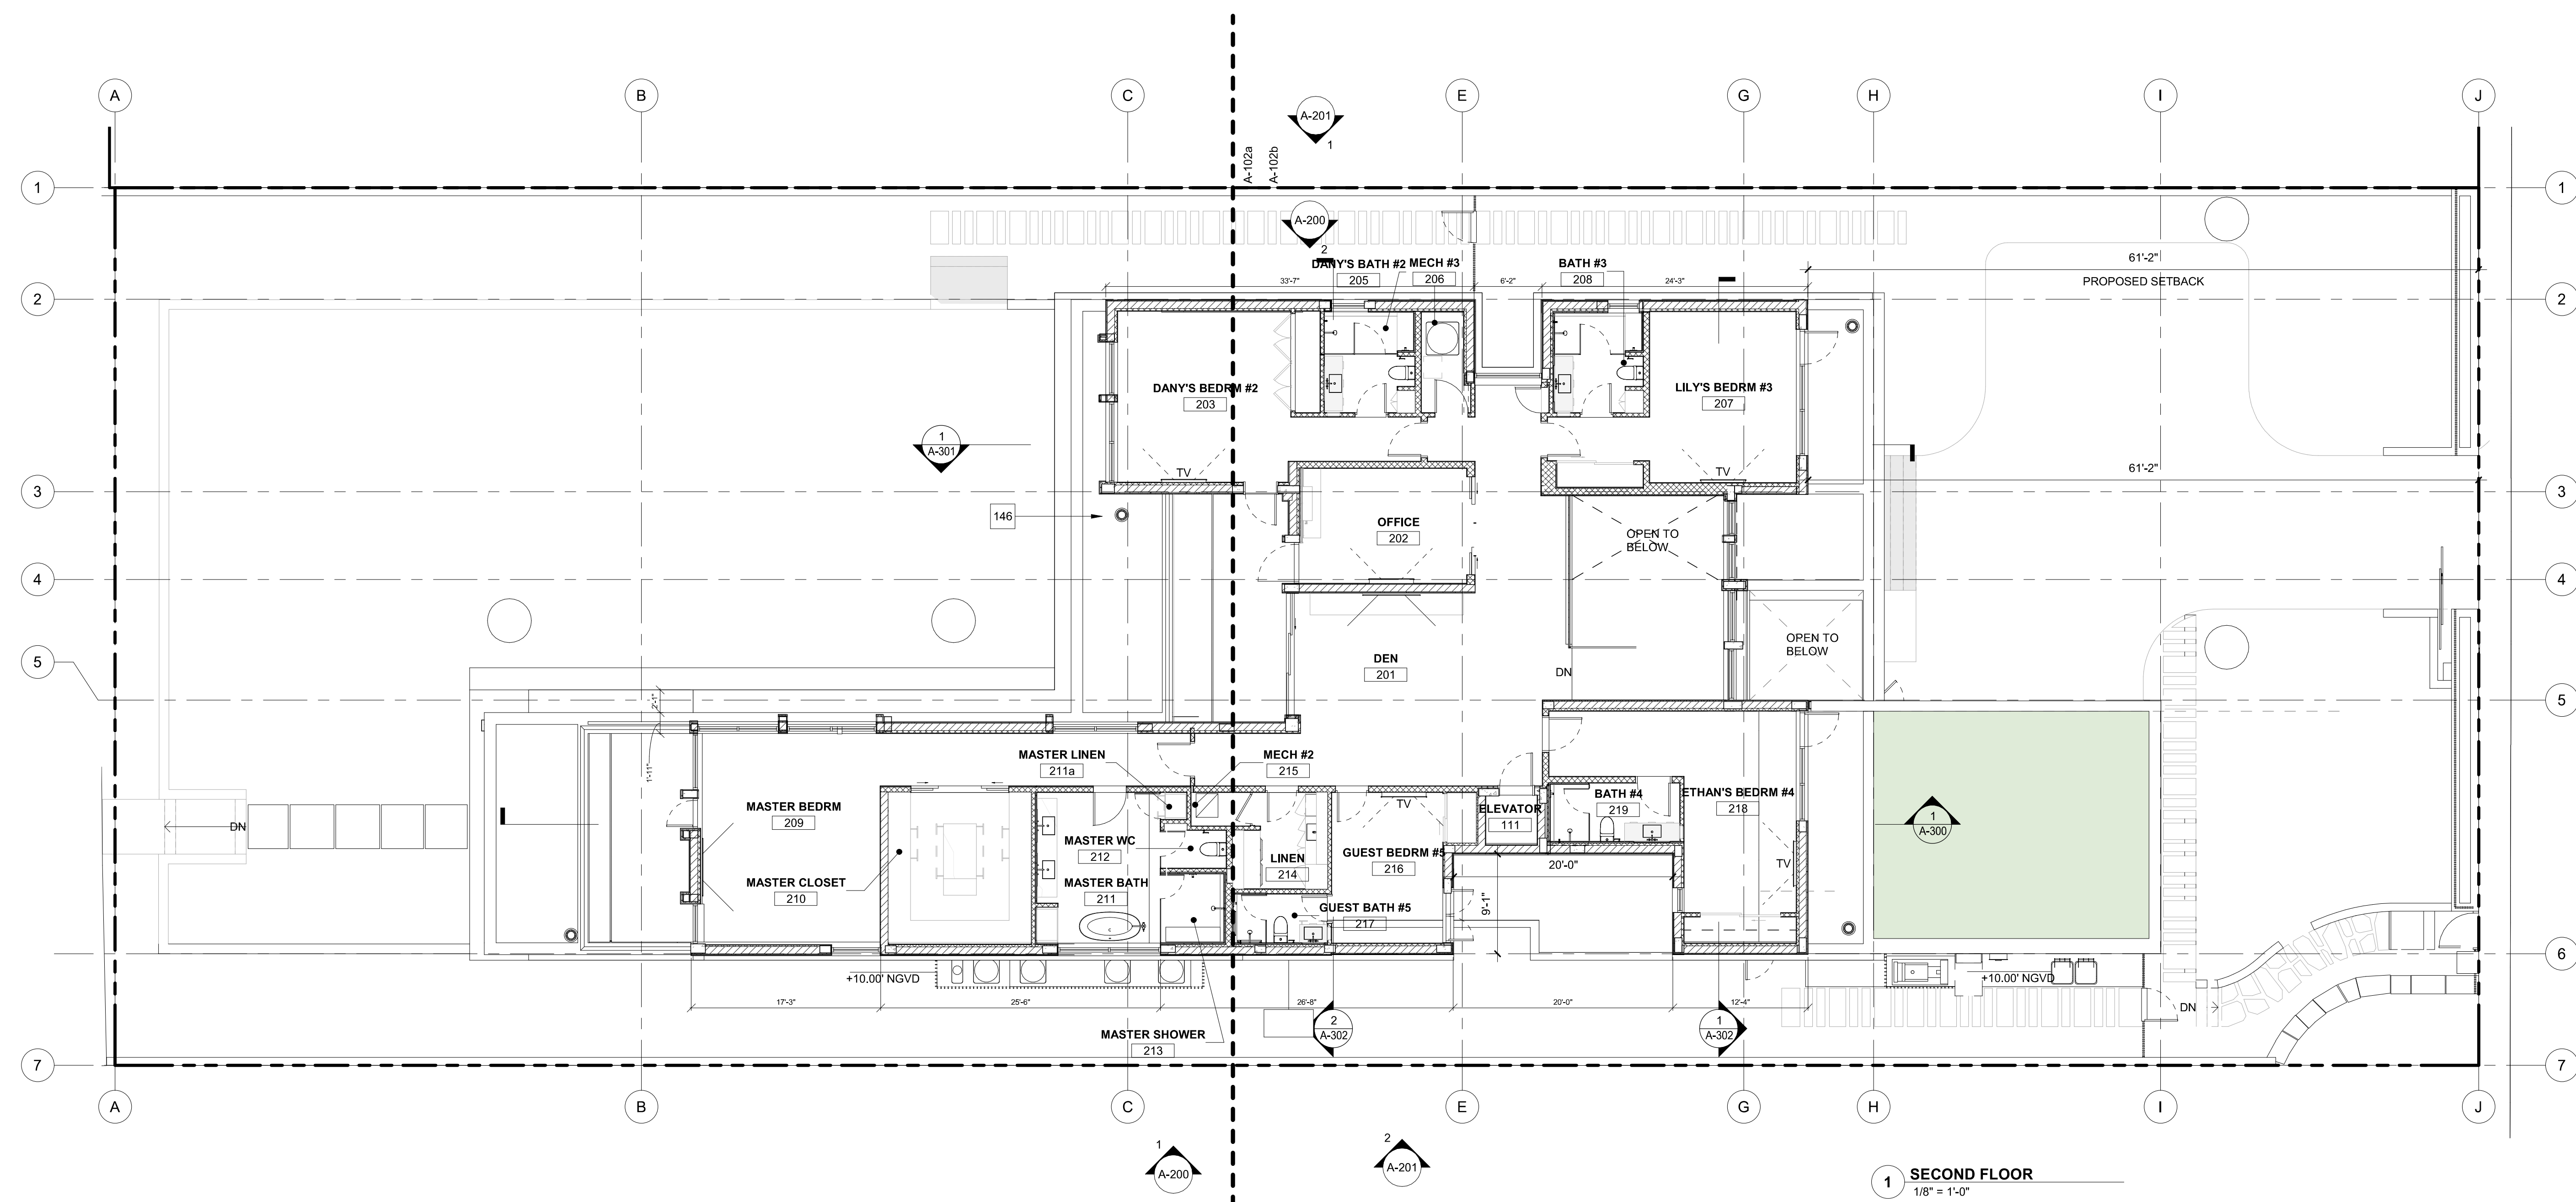 A
B
C
E
G
H
I
J
A-201
1
A-102a
A-102b
1
1
A-200
2
DANY'S BATH #2
205
MECH #3
206
BATH #3
208
61'-2"
PROPOSED SETBACK
33'-7"
6'-2"
24'-3"
2
2
DANY'S BEDRM #2
203
LILY'S BEDRM #3
207
1
A-301
TV
TV
61'-2"
3
3
146
OFFICE
202
OPEN TO
BELOW
4
4
OPEN TO
BELOW
DEN
201
DN
5
5
2'-1"
5
1'-11"
MASTER LINEN
211a
MECH #2
215
MASTER BEDRM
209
TV
ELEVATOR
111
BATH #4
219
ETHAN'S BEDRM #4
218
DN
1
A-300
MASTER WC
212
LINEN
214
GUEST BEDRM #5
216
20'-0"
TV
MASTER CLOSET
210
MASTER BATH
211
9'-1"
GUEST BATH #5
217
6
6
+10.00' NGVD
+10.00' NGVD
17'-3"
25'-6"
26'-8"
20'-0"
12'-4"
DN
2
A-302
1
A-302
MASTER SHOWER
213
7
7
A
B
C
E
G
H
I
J
1
A-200
2
A-201
1
SECOND FLOOR
1/8" = 1'-0"